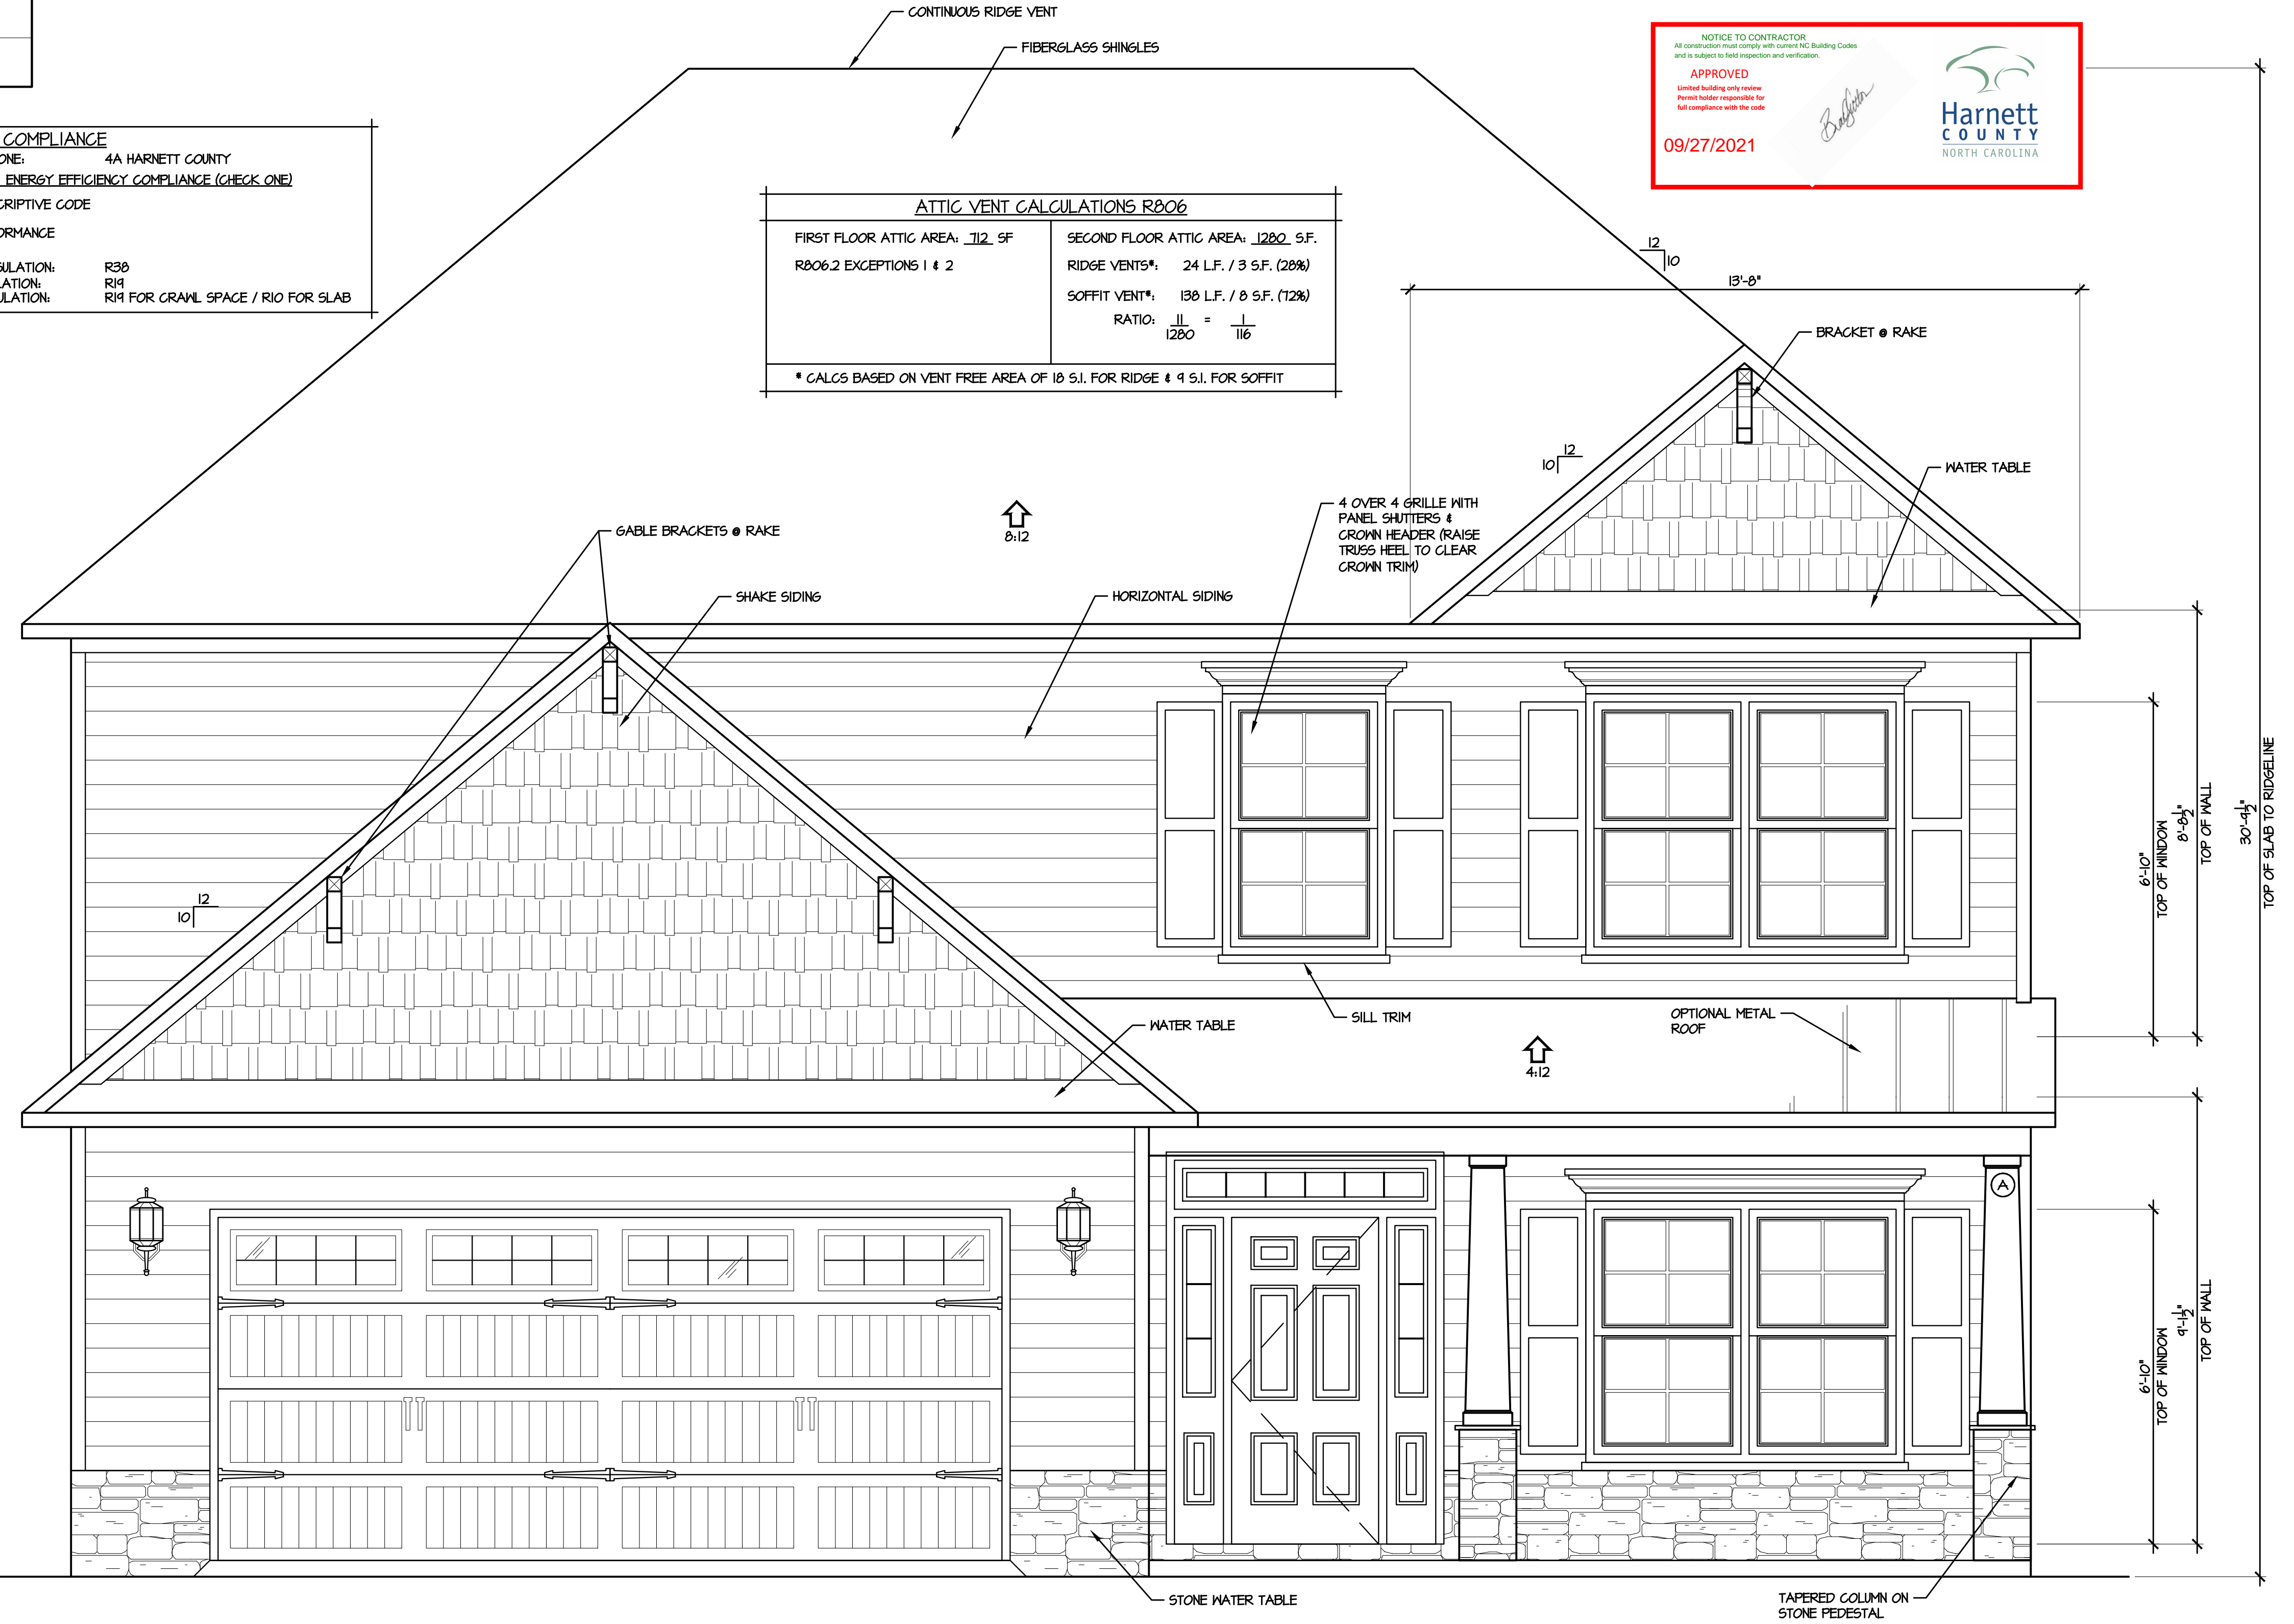 CONTINUOUS RIDGE VENT
FIBERGLASS SHINGLES
NOTICE TO CONTRACTOR
All construction must comply with current NC Building Codes
and is subject to field inspection and verification.
APPROVED
Limited building only review
Permit holder responsible for
full compliance with the code
09/27/2021
Harnett
COUNTY
NORTH CAROLINA
COMPLIANCE
ONE: 4A HARNETT COUNTY
ENERGY EFFICIENCY COMPLIANCE (CHECK ONE)
CRIPTIVE CODE
ORMANCE
SULATION: R38
LATION: R19
ULATION: R19 FOR CRAWL SPACE / R10 FOR SLAB
ATTIC VENT CALCULATIONS R806
FIRST FLOOR ATTIC AREA: 712 SF
R806.2 EXCEPTIONS 1 & 2
SECOND FLOOR ATTIC AREA: 1280 S.F.
RIDGE VENTS*: 24 L.F. / 3 S.F. (28%)
SOFFIT VENT*: 138 L.F. / 8 S.F. (72%)
RATIO: 11/1280 = 1/116
* CALCS BASED ON VENT FREE AREA OF 18 S.I. FOR RIDGE & 9 S.I. FOR SOFFIT
12
10
13'-8"
BRACKET @ RAKE
12
10
WATER TABLE
4 OVER 4 GRILLE WITH
PANEL SHUTTERS &
CROWN HEADER (RAISE
TRUSS HEEL TO CLEAR
CROWN TRIM)
8:12
GABLE BRACKETS @ RAKE
SHAKE SIDING
HORIZONTAL SIDING
12
10
6'-10"
TOP OF WINDOW
8'-8 1/2"
TOP OF WALL
30'-9 1/2"
TOP OF SLAB TO RIDGELINE
WATER TABLE
SILL TRIM
4:12
OPTIONAL METAL
ROOF
A
6'-10"
TOP OF WINDOW
9'-1 1/2"
TOP OF WALL
STONE WATER TABLE
TAPERED COLUMN ON
STONE PEDESTAL